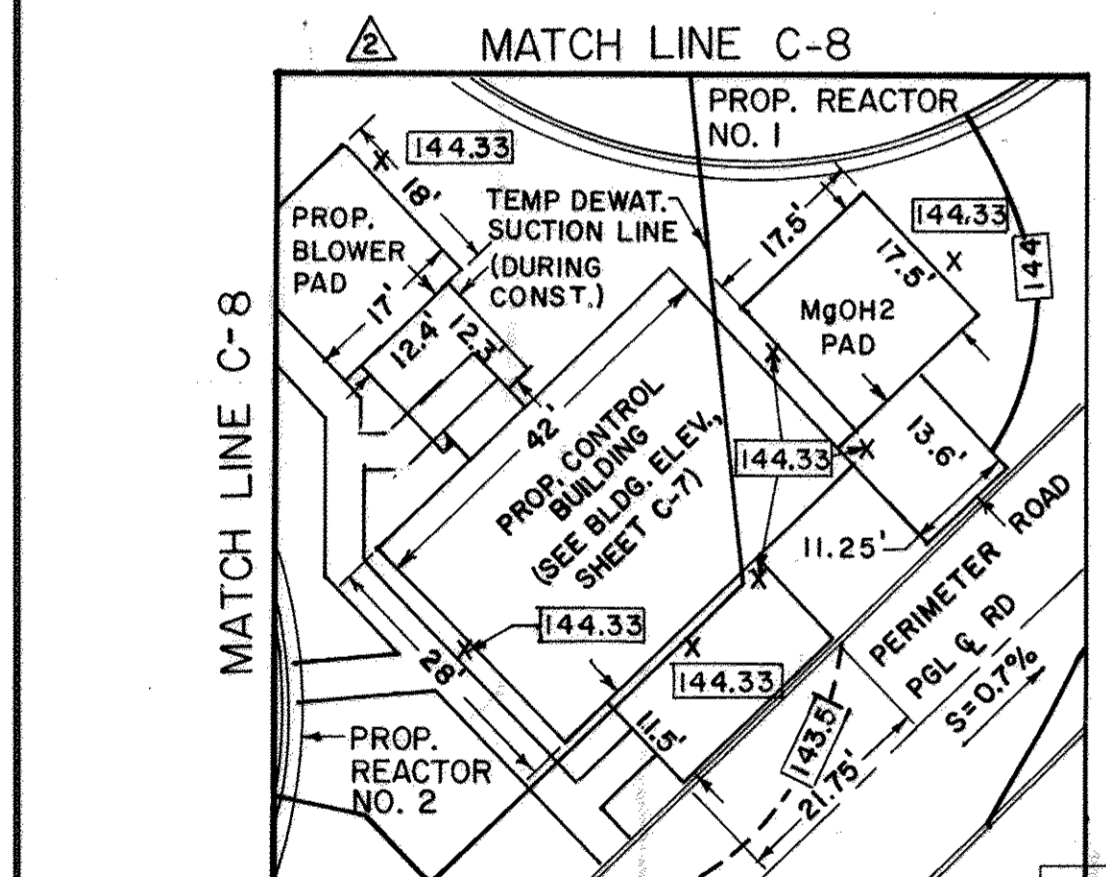 2
MATCH LINE C-8
MATCH LINE C-8
PROP. REACTOR
NO. 1
144.33
18'
PROP.
BLOWER
PAD
TEMP DEWAT.
SUCTION LINE
(DURING
CONST.)
17'
12.4'
12.3'
17.5'
17.5'
144.33
144
MgOH2
PAD
42'
PROP. CONTROL
BUILDING
(SEE BLDG. ELEV.,
SHEET C-7)
144.33
13.6'
11.25'
PERIMETER ROAD
PGL ℄ RD
S=0.7%
144.33
144.33
28'
11.5'
143.5
21.75'
PROP.
REACTOR
NO. 2